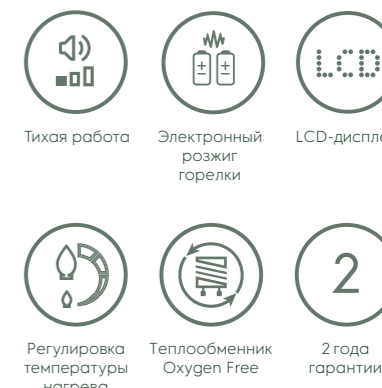 LCD
Тихая работа
Электронный
розжиг
горелки
LCD-диспле
2
Регулировка
температуры
нагрева
Теплообменник
Oxygen Free
2 года
гарантии